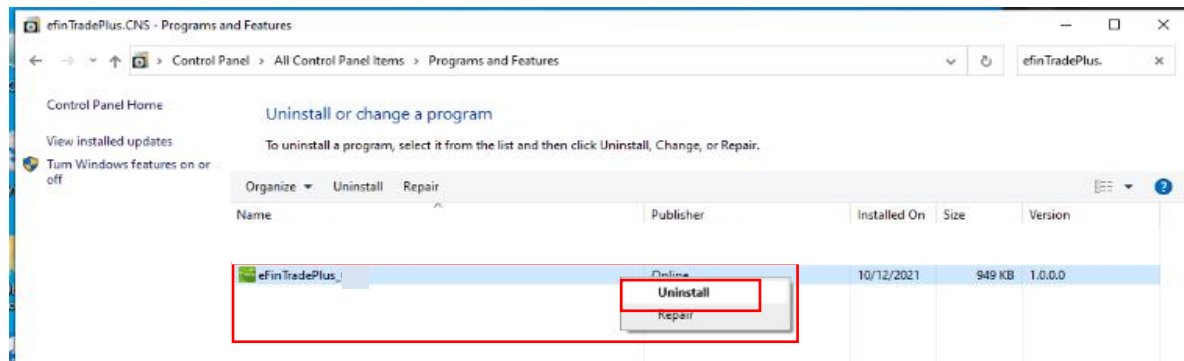 efinTradePlus.CNS - Programs and Features
Control Panel > All Control Panel Items > Programs and Features
efinTradePlus.
Control Panel Home
Uninstall or change a program
View installed updates
To uninstall a program, select it from the list and then click Uninstall, Change, or Repair.
Turn Windows features on or
off
Organize Uninstall Repair
Name Publisher Installed On Size Version
eFinTradePlus_ Online 10/12/2021 949 KB 1.0.0.0
Uninstall
Repair